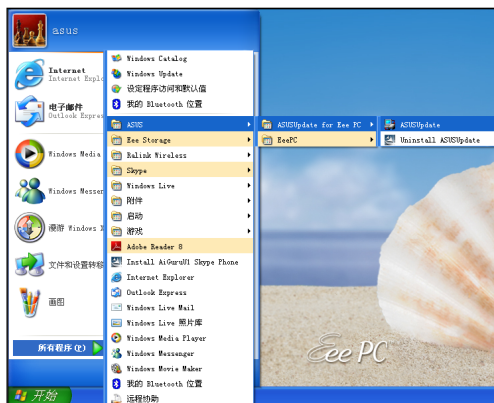 asus
Internet
Internet Explo
电子邮件
Outlook Expres
Windows Media
Windows Messen
漫游 Windows X
文件和设置转移
画图
所有程序(P)
开始
Windows Catalog
Windows Update
设定程序访问和默认值
我的 Bluetooth 位置
ASUS
Eee Storage
Ralink Wireless
Skype
Windows Live
附件
启动
游戏
Adobe Reader 8
Install AiGuruU1 Skype Phone
Internet Explorer
Outlook Express
Windows Live Mail
Windows Live 照片库
Windows Media Player
Windows Messenger
Windows Movie Maker
我的 Bluetooth 位置
远程协助
ASUSUpdate for Eee PC
EeePC
ASUSUpdate
Uninstall ASUSUpdate
Eee PC